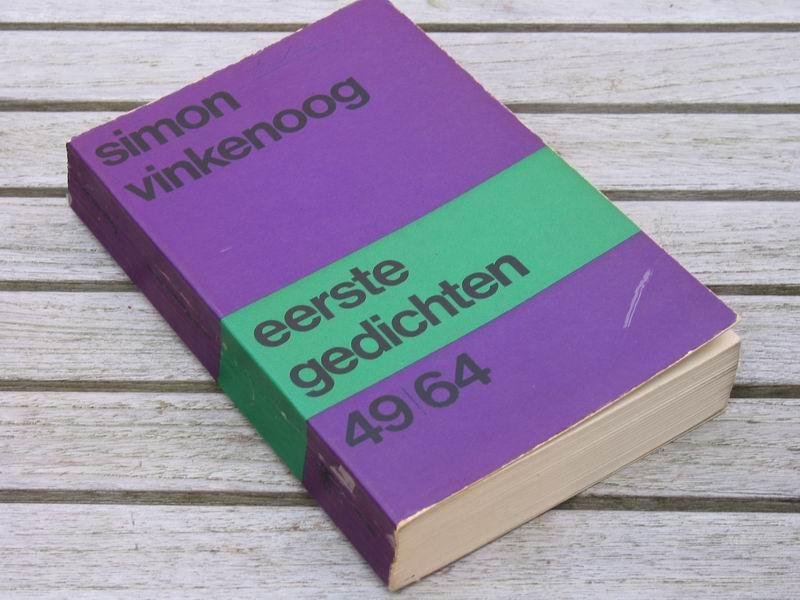 simon
vinkenoog
eerste
gedichten
49/64